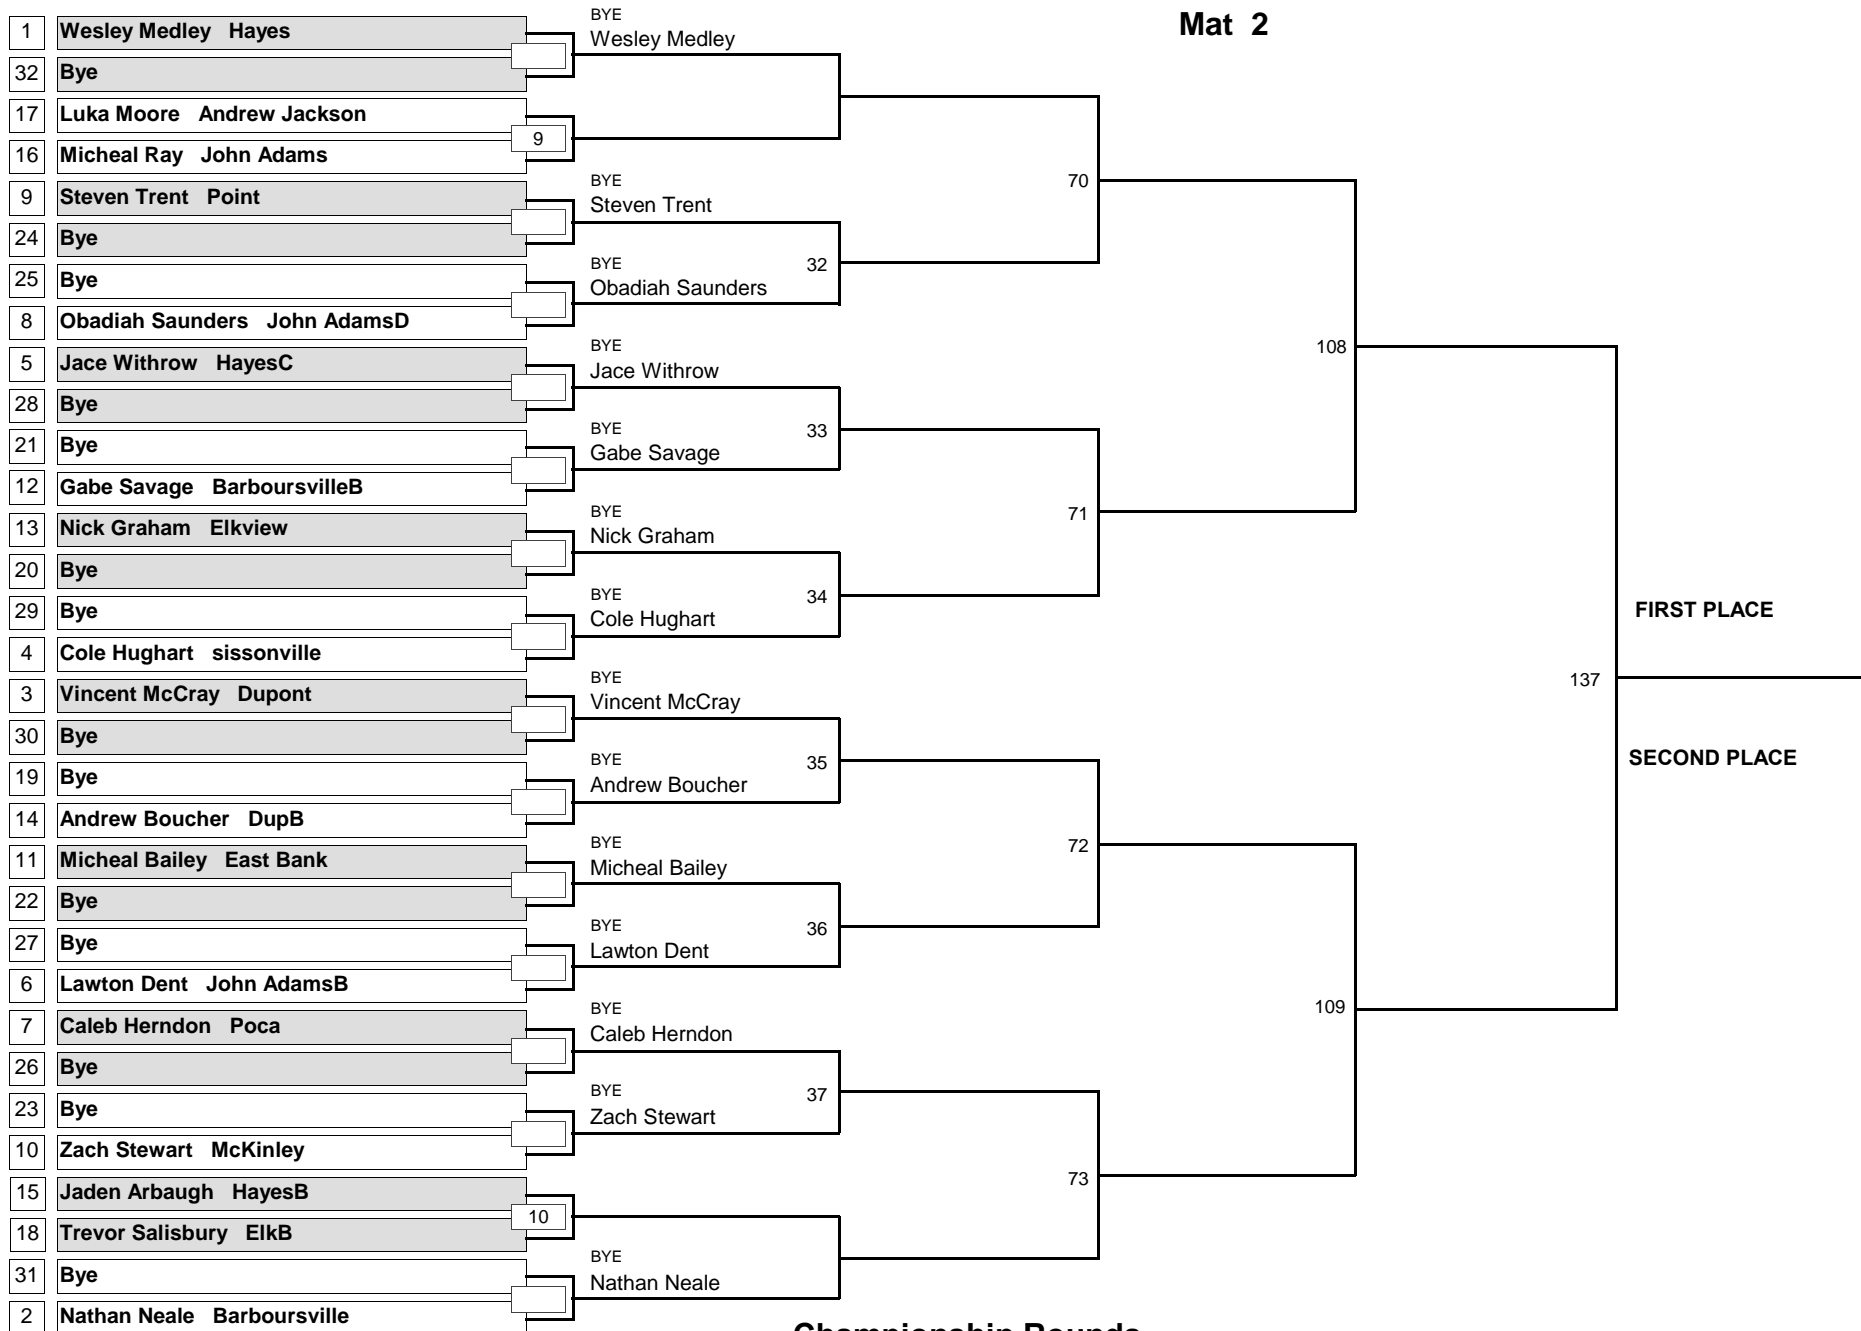 Mat 2
1 Wesley Medley Hayes
32 Bye
17 Luka Moore Andrew Jackson
16 Micheal Ray John Adams
9 Steven Trent Point
24 Bye
25 Bye
8 Obadiah Saunders John AdamsD
5 Jace Withrow HayesC
28 Bye
21 Bye
12 Gabe Savage BarboursvilleB
13 Nick Graham Elkview
20 Bye
29 Bye
4 Cole Hughart sissonville
3 Vincent McCray Dupont
30 Bye
19 Bye
14 Andrew Boucher DupB
11 Micheal Bailey East Bank
22 Bye
27 Bye
6 Lawton Dent John AdamsB
7 Caleb Herndon Poca
26 Bye
23 Bye
10 Zach Stewart McKinley
15 Jaden Arbaugh HayesB
18 Trevor Salisbury ElkB
31 Bye
2 Nathan Neale Barboursville
9
10
BYE
Wesley Medley
BYE
Steven Trent
BYE
Obadiah Saunders
BYE
Jace Withrow
BYE
Gabe Savage
BYE
Nick Graham
BYE
Cole Hughart
BYE
Vincent McCray
BYE
Andrew Boucher
BYE
Micheal Bailey
BYE
Lawton Dent
BYE
Caleb Herndon
BYE
Zach Stewart
BYE
Nathan Neale
32
33
34
35
36
37
70
71
72
73
108
109
137
FIRST PLACE
SECOND PLACE
Championship Rounds